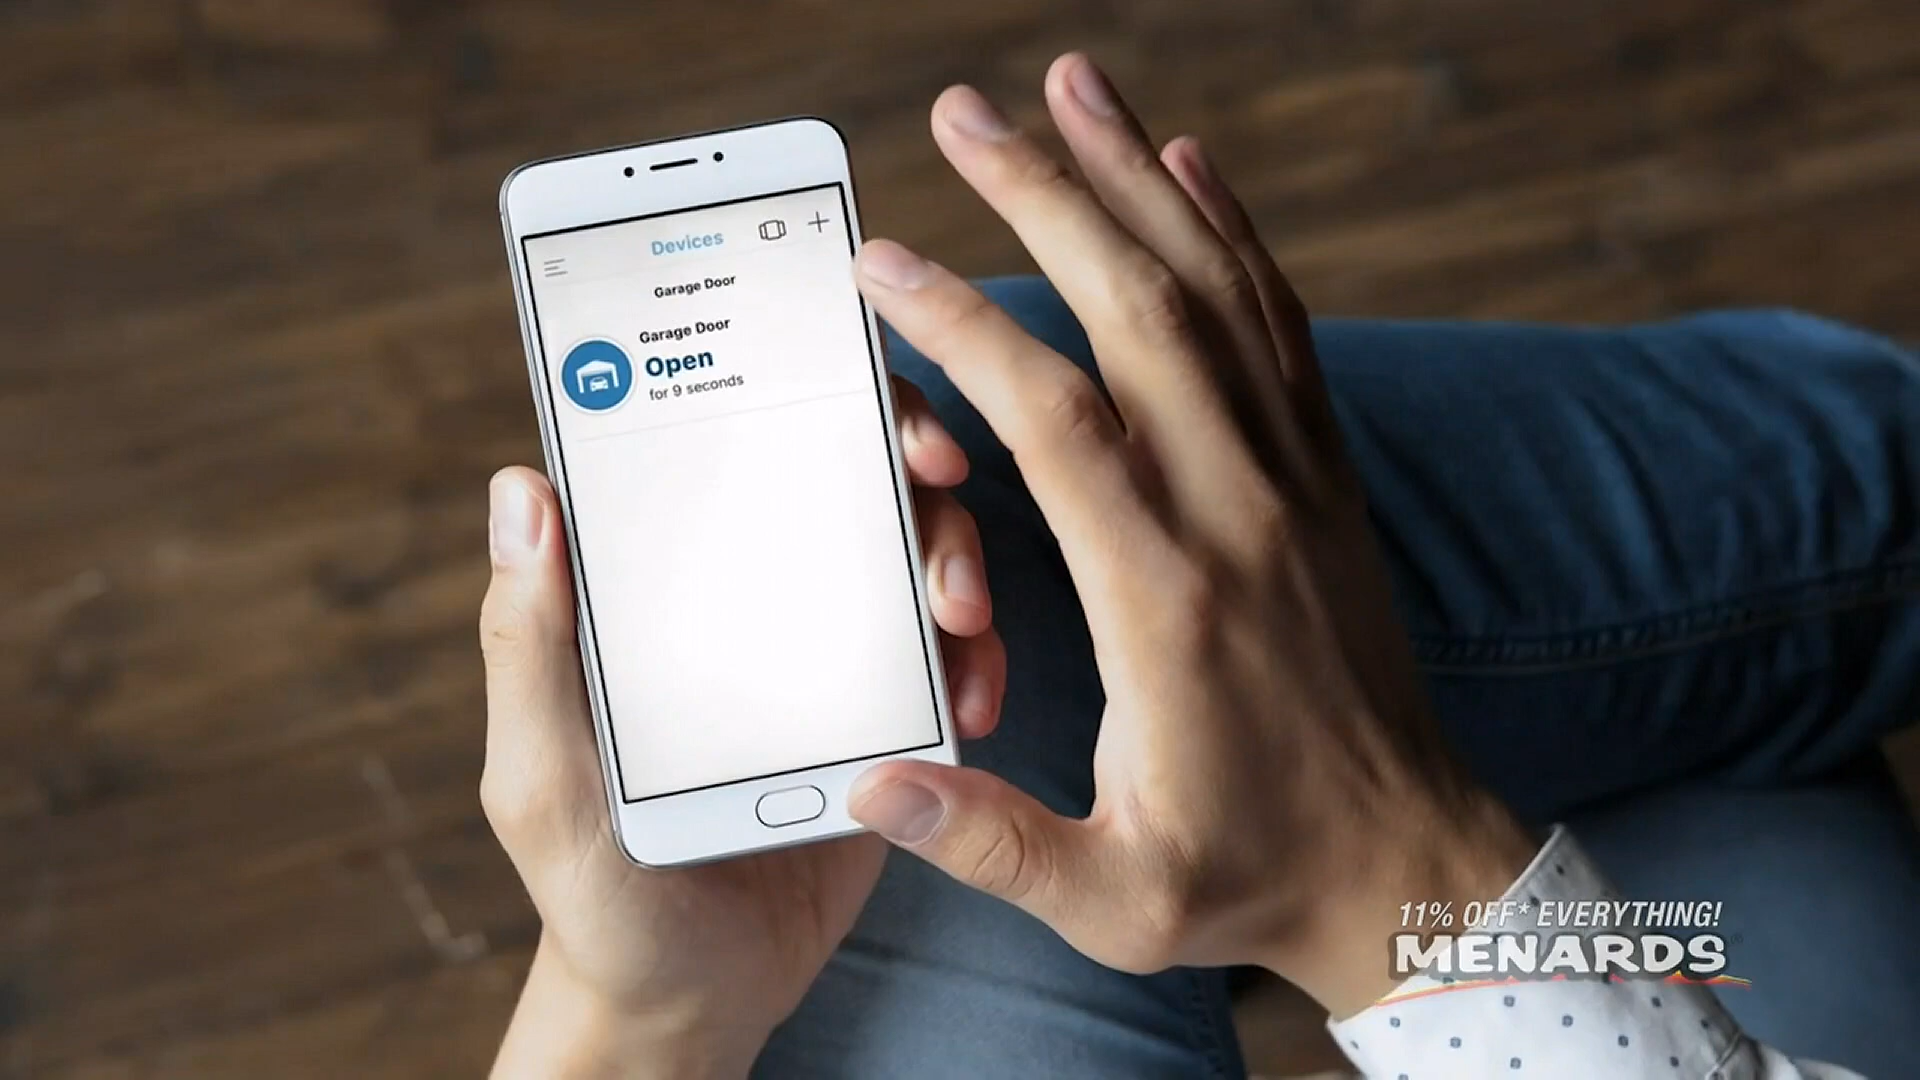 Devices
Garage Door
Garage Door
Open
for 9 seconds
11% OFF* EVERYTHING!
MENARDS®